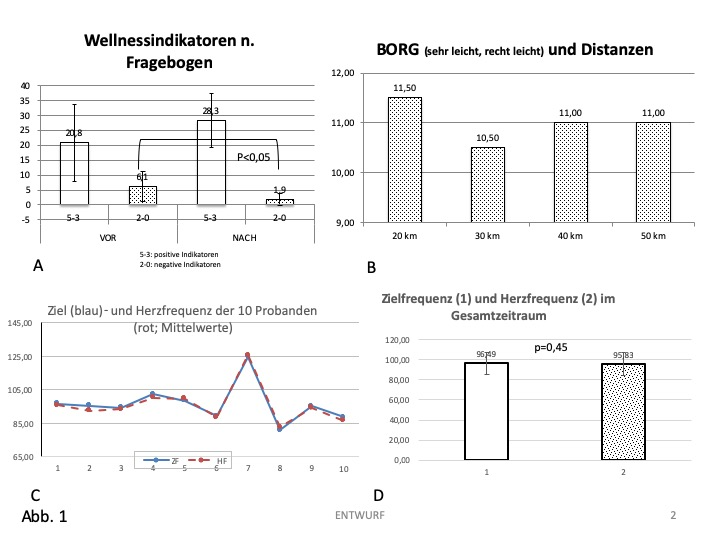 Wellnessindikatoren n.
Fragebogen
40
35
30
25
20
15
10
5
0
-5
20,8
6,1
28,3
1,9
P<0,05
5-3
2-0
5-3
2-0
VOR
NACH
5-3: positive Indikatoren
2-0: negative Indikatoren
A
BORG (sehr leicht, recht leicht) und Distanzen
12,00
11,00
10,00
9,00
11,50
10,50
11,00
11,00
20 km
30 km
40 km
50 km
B
Ziel (blau)- und Herzfrequenz der 10 Probanden
(rot; Mittelwerte)
145,00
125,00
105,00
85,00
65,00
1
2
3
4
5
6
7
8
9
10
ZF
HF
C
Zielfrequenz (1) und Herzfrequenz (2) im
Gesamtzeitraum
120,00
100,00
80,00
60,00
40,00
20,00
0,00
96,49
p=0,45
95,83
1
2
D
Abb. 1
ENTWURF
2